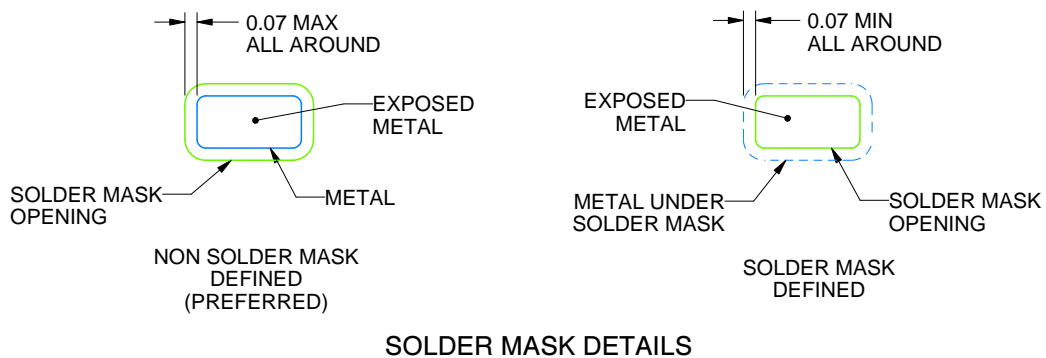 0.07 MAX
ALL AROUND
EXPOSED
METAL
SOLDER MASK
OPENING
METAL
NON SOLDER MASK
DEFINED
(PREFERRED)
0.07 MIN
ALL AROUND
EXPOSED
METAL
METAL UNDER
SOLDER MASK
SOLDER MASK
OPENING
SOLDER MASK
DEFINED
SOLDER MASK DETAILS